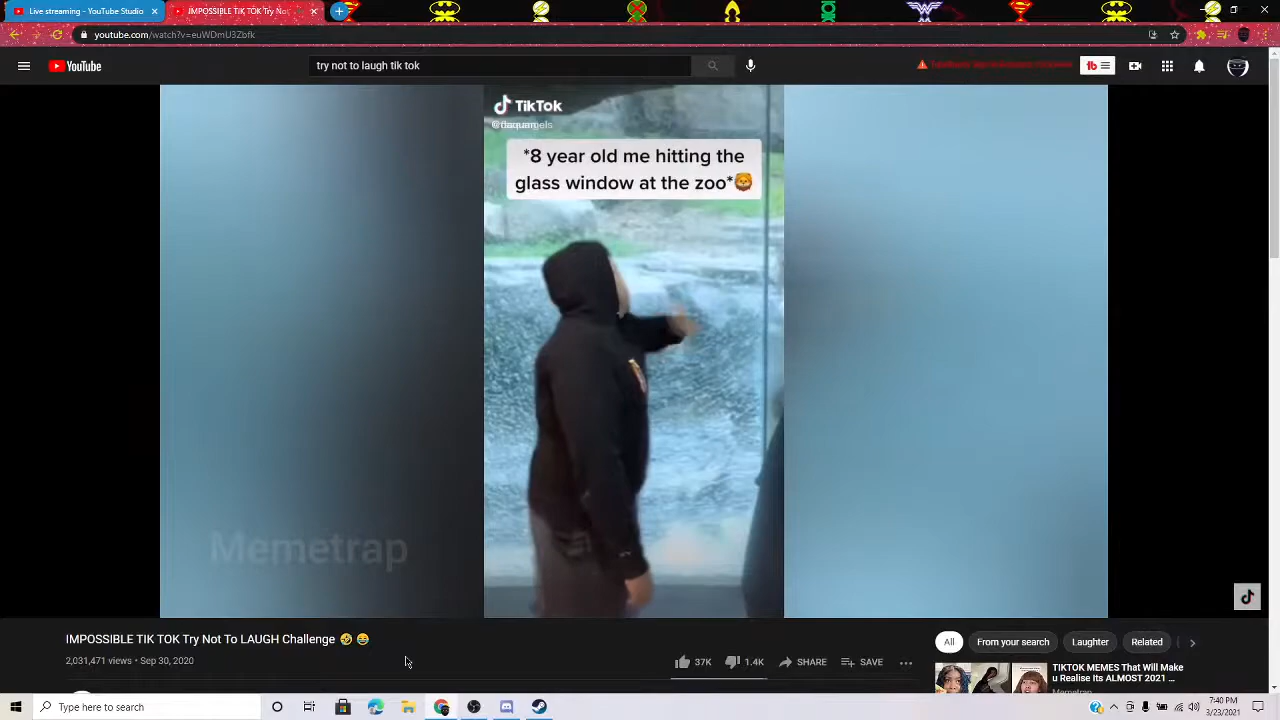 Live streaming - YouTube Studio
IMPOSSIBLE TIK TOK Try Not
youtube.com/watch?v=euWDmU3Zbfk
YouTube
try not to laugh tik tok
TikTok
*8 year old me hitting the
glass window at the zoo*
Memetrap
IMPOSSIBLE TIK TOK Try Not To LAUGH Challenge
2,031,471 views • Sep 30, 2020
37K
1.4K
SHARE
SAVE
All
From your search
Laughter
Related
TIKTOK MEMES That Will Make
u Realise Its ALMOST 2021 ...
Memetrap
Type here to search
7:40 PM
3/23/2021